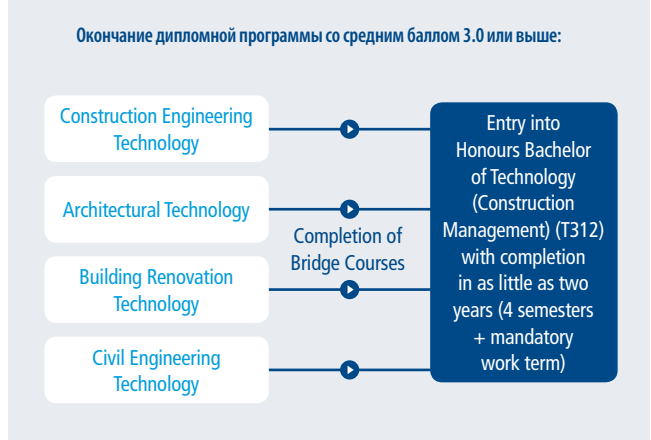 Окончание дипломной программы со средним баллом 3.0 или выше:
Construction Engineering
Technology
Architectural Technology
Building Renovation
Technology
Civil Engineering
Technology
Completion of
Bridge Courses
Entry into
Honours Bachelor
of Technology
(Construction
Management) (T312)
with completion
in as little as two
years (4 semesters
+ mandatory
work term)